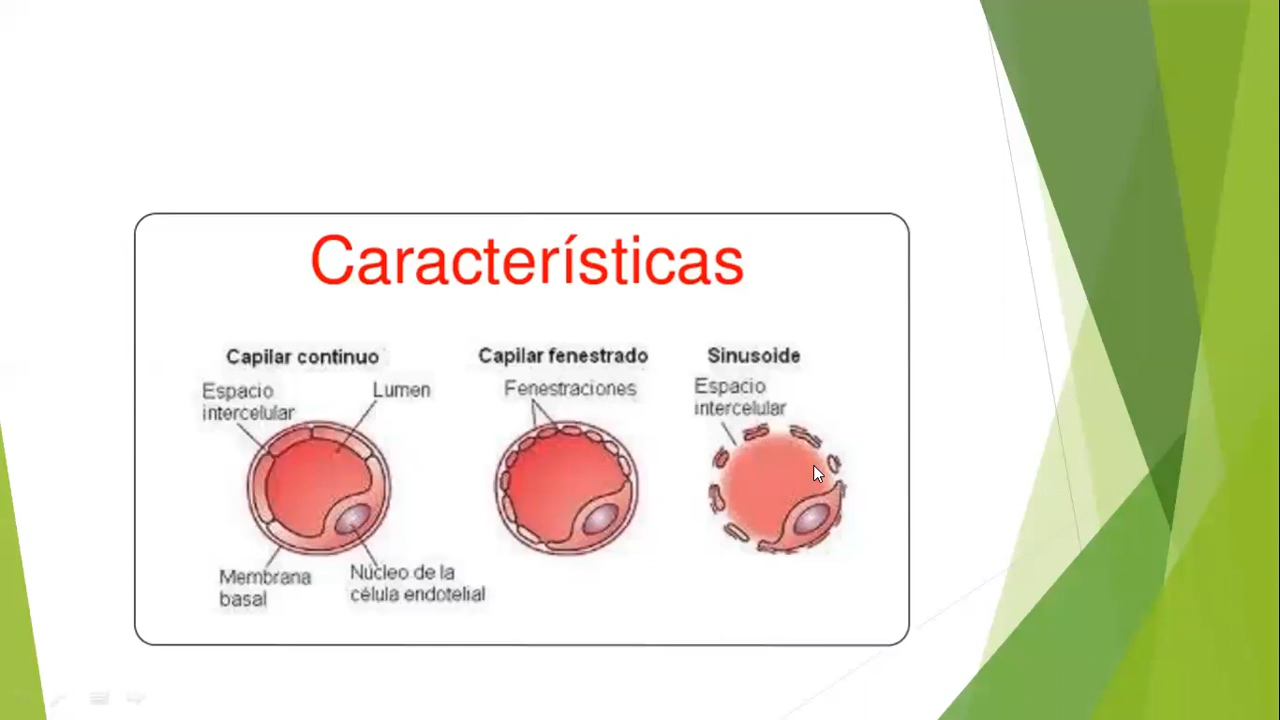 Características
Capilar continuo
Espacio
intercelular
Lumen
Membrana
basal
Núcleo de la
célula endotelial
Capilar fenestrado
Fenestraciones
Sinusoide
Espacio
intercelular